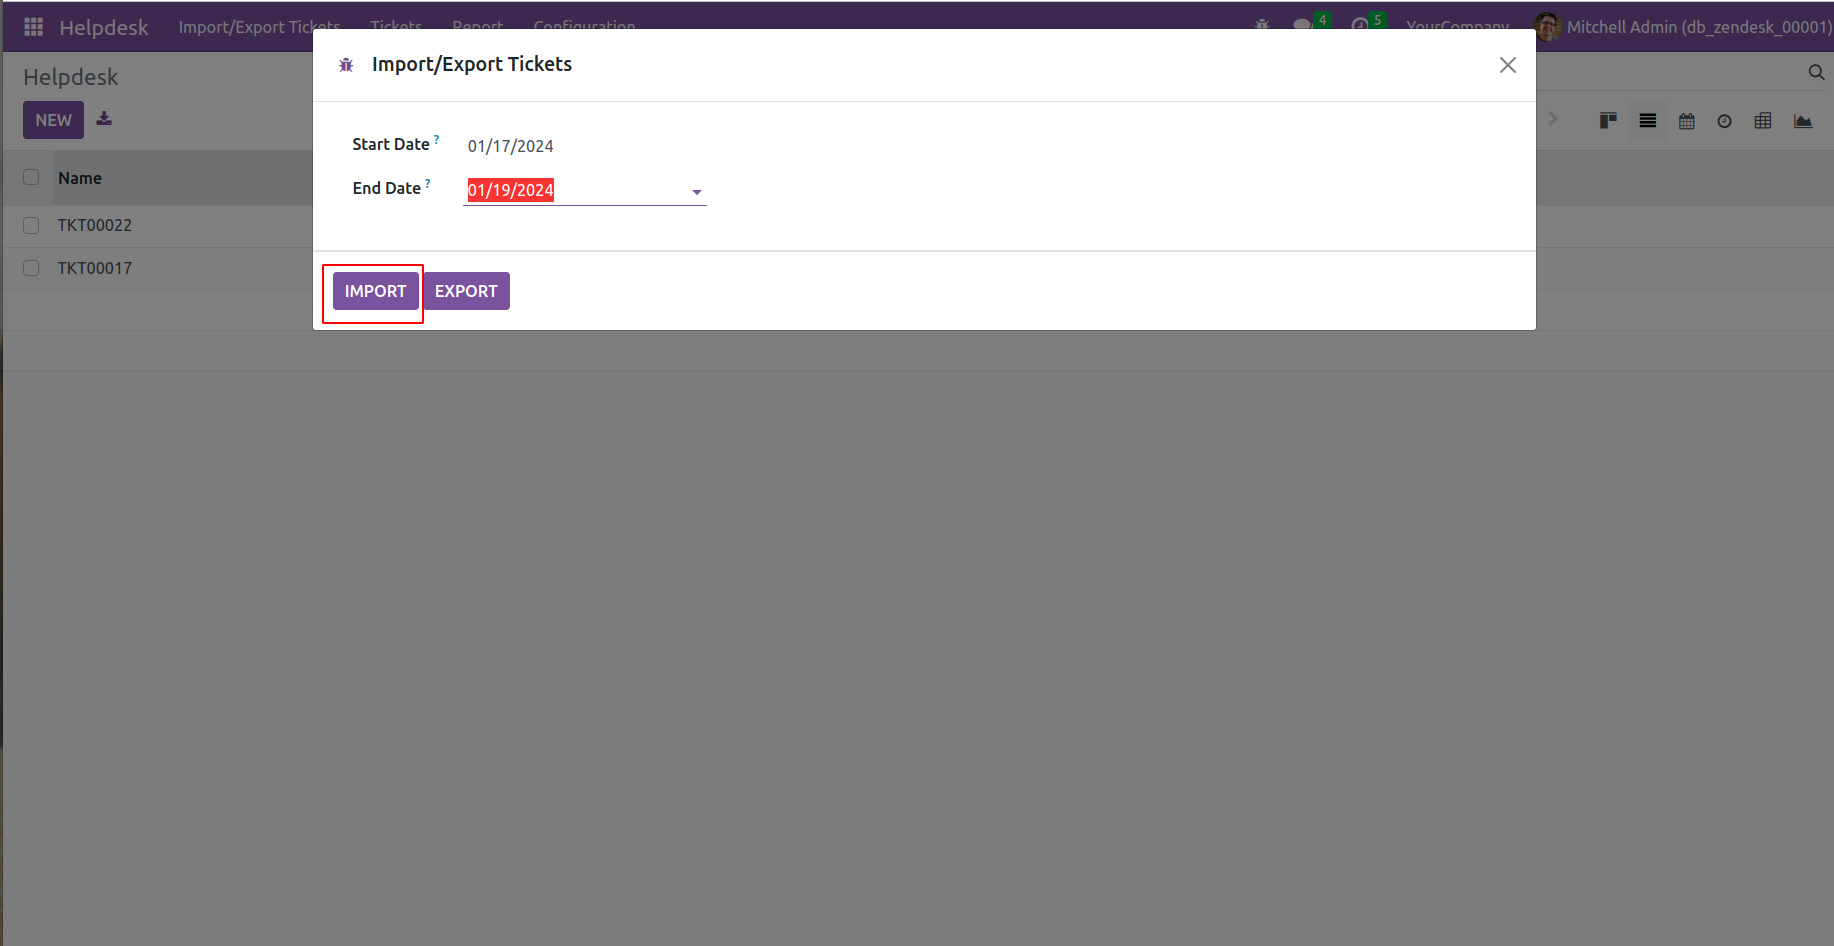 Helpdesk Import/Export Tickets Tickets Report Configuration 4 5 YourCompany Mitchell Admin (db_zendesk_00001)
Import/Export Tickets
Helpdesk
NEW
Start Date ? 01/17/2024
Name
End Date ? 01/19/2024
TKT00022
TKT00017
IMPORT EXPORT